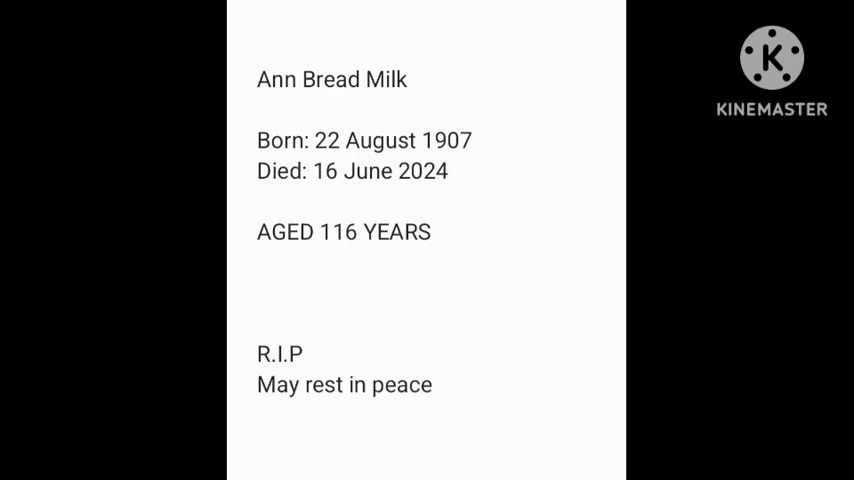 Ann Bread Milk
Born: 22 August 1907
Died: 16 June 2024
AGED 116 YEARS
R.I.P
May rest in peace
K
KINEMASTER